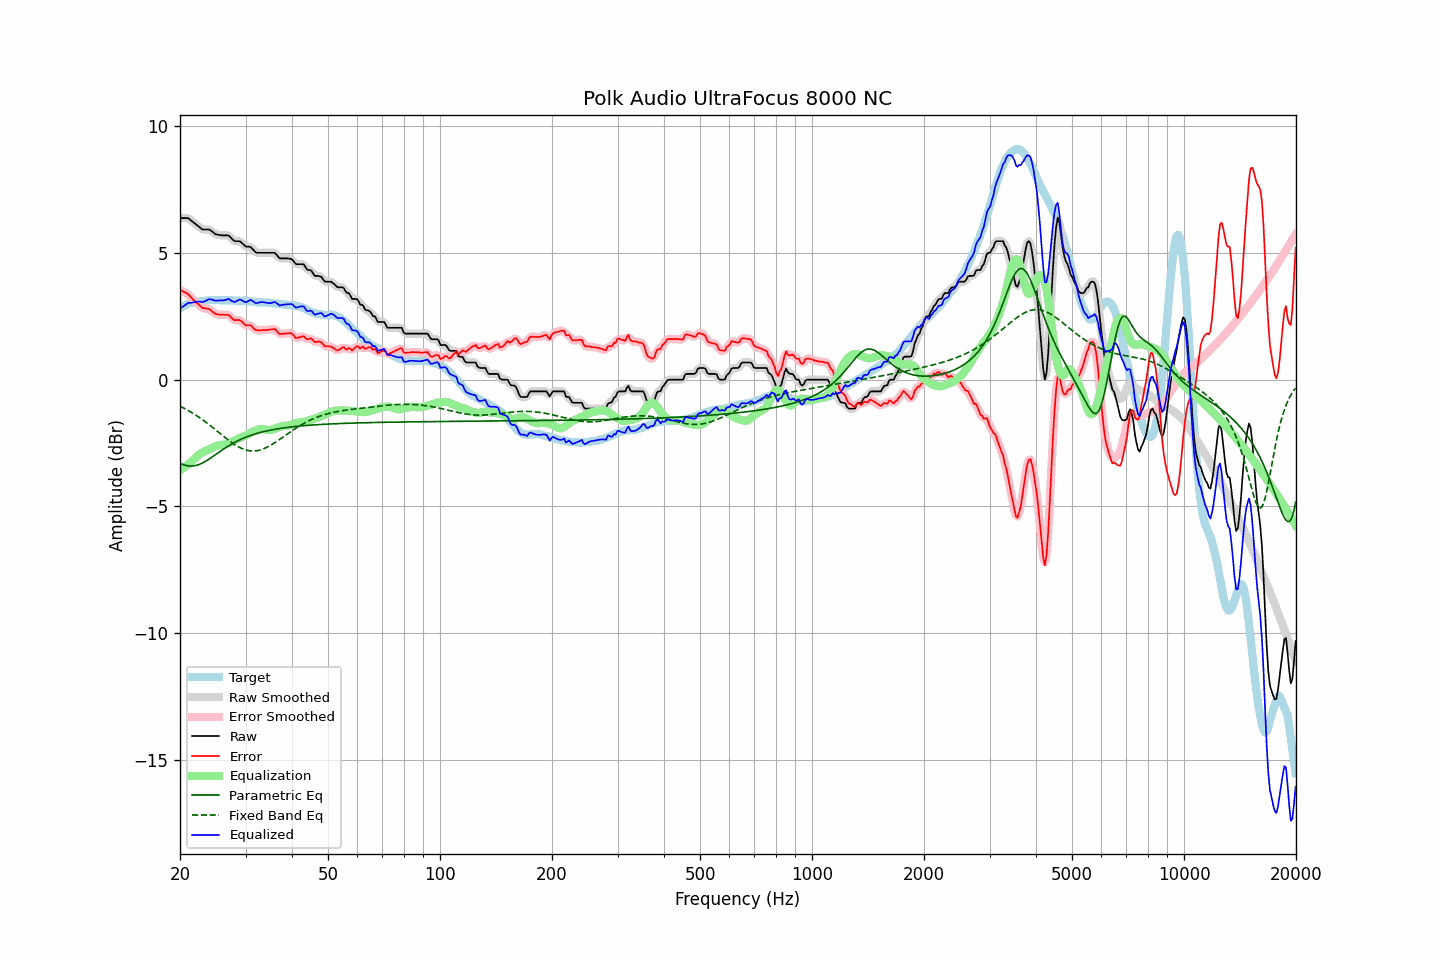 Polk Audio UltraFocus 8000 NC
10
5
0
−5
−10
−15
Amplitude (dBr)
Target
Raw Smoothed
Error Smoothed
Raw
Error
Equalization
Parametric Eq
Fixed Band Eq
Equalized
20 50 100 200 500 1000 2000 5000 10000 20000
Frequency (Hz)